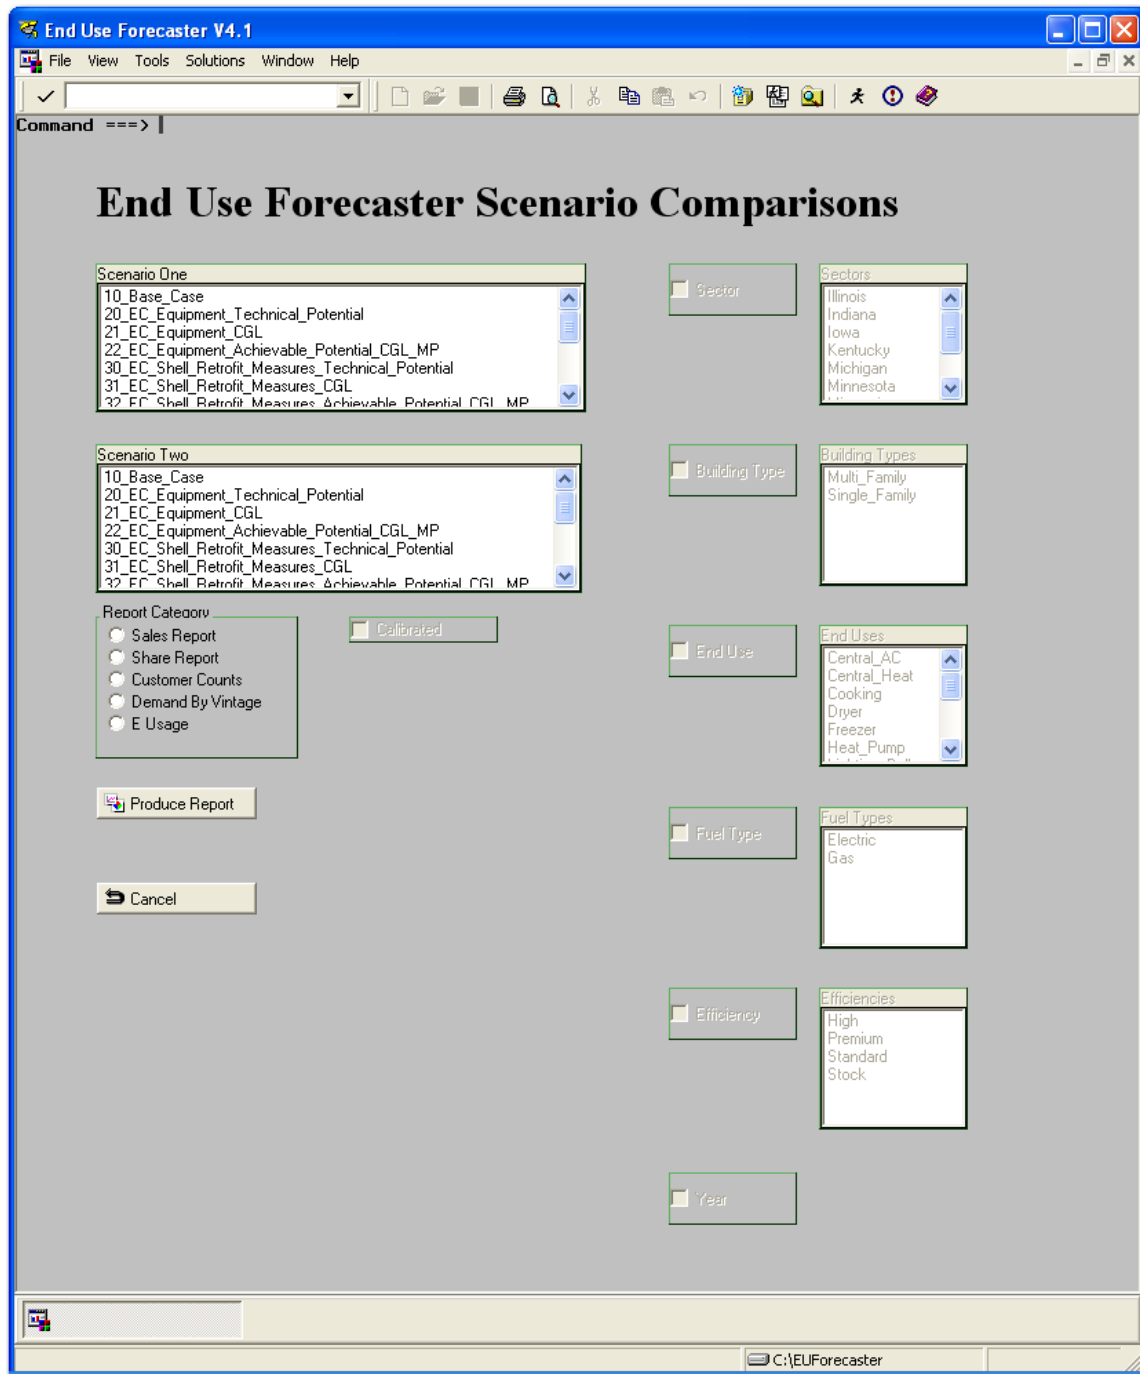 End Use Forecaster V4.1
File View Tools Solutions Window Help
Command ===>
End Use Forecaster Scenario Comparisons
Scenario One
10_Base_Case
20_EC_Equipment_Technical_Potential
21_EC_Equipment_CGL
22_EC_Equipment_Achievable_Potential_CGL_MP
30_EC_Shell_Retrofit_Measures_Technical_Potential
31_EC_Shell_Retrofit_Measures_CGL
32_EC_Shell_Retrofit_Measures_Achievable_Potential_CGL_MP
Sector
Sectors
Illinois
Indiana
Iowa
Kentucky
Michigan
Minnesota
Scenario Two
10_Base_Case
20_EC_Equipment_Technical_Potential
21_EC_Equipment_CGL
22_EC_Equipment_Achievable_Potential_CGL_MP
30_EC_Shell_Retrofit_Measures_Technical_Potential
31_EC_Shell_Retrofit_Measures_CGL
32_EC_Shell_Retrofit_Measures_Achievable_Potential_CGL_MP
Building Type
Building Types
Multi_Family
Single_Family
Report Category
Sales Report
Share Report
Customer Counts
Demand By Vintage
E Usage
Calibrated
End Use
End Uses
Central_AC
Central_Heat
Cooking
Dryer
Freezer
Heat_Pump
Produce Report
Cancel
Fuel Type
Fuel Types
Electric
Gas
Efficiency
Efficiencies
High
Premium
Standard
Stock
Year
C:\EUForecaster